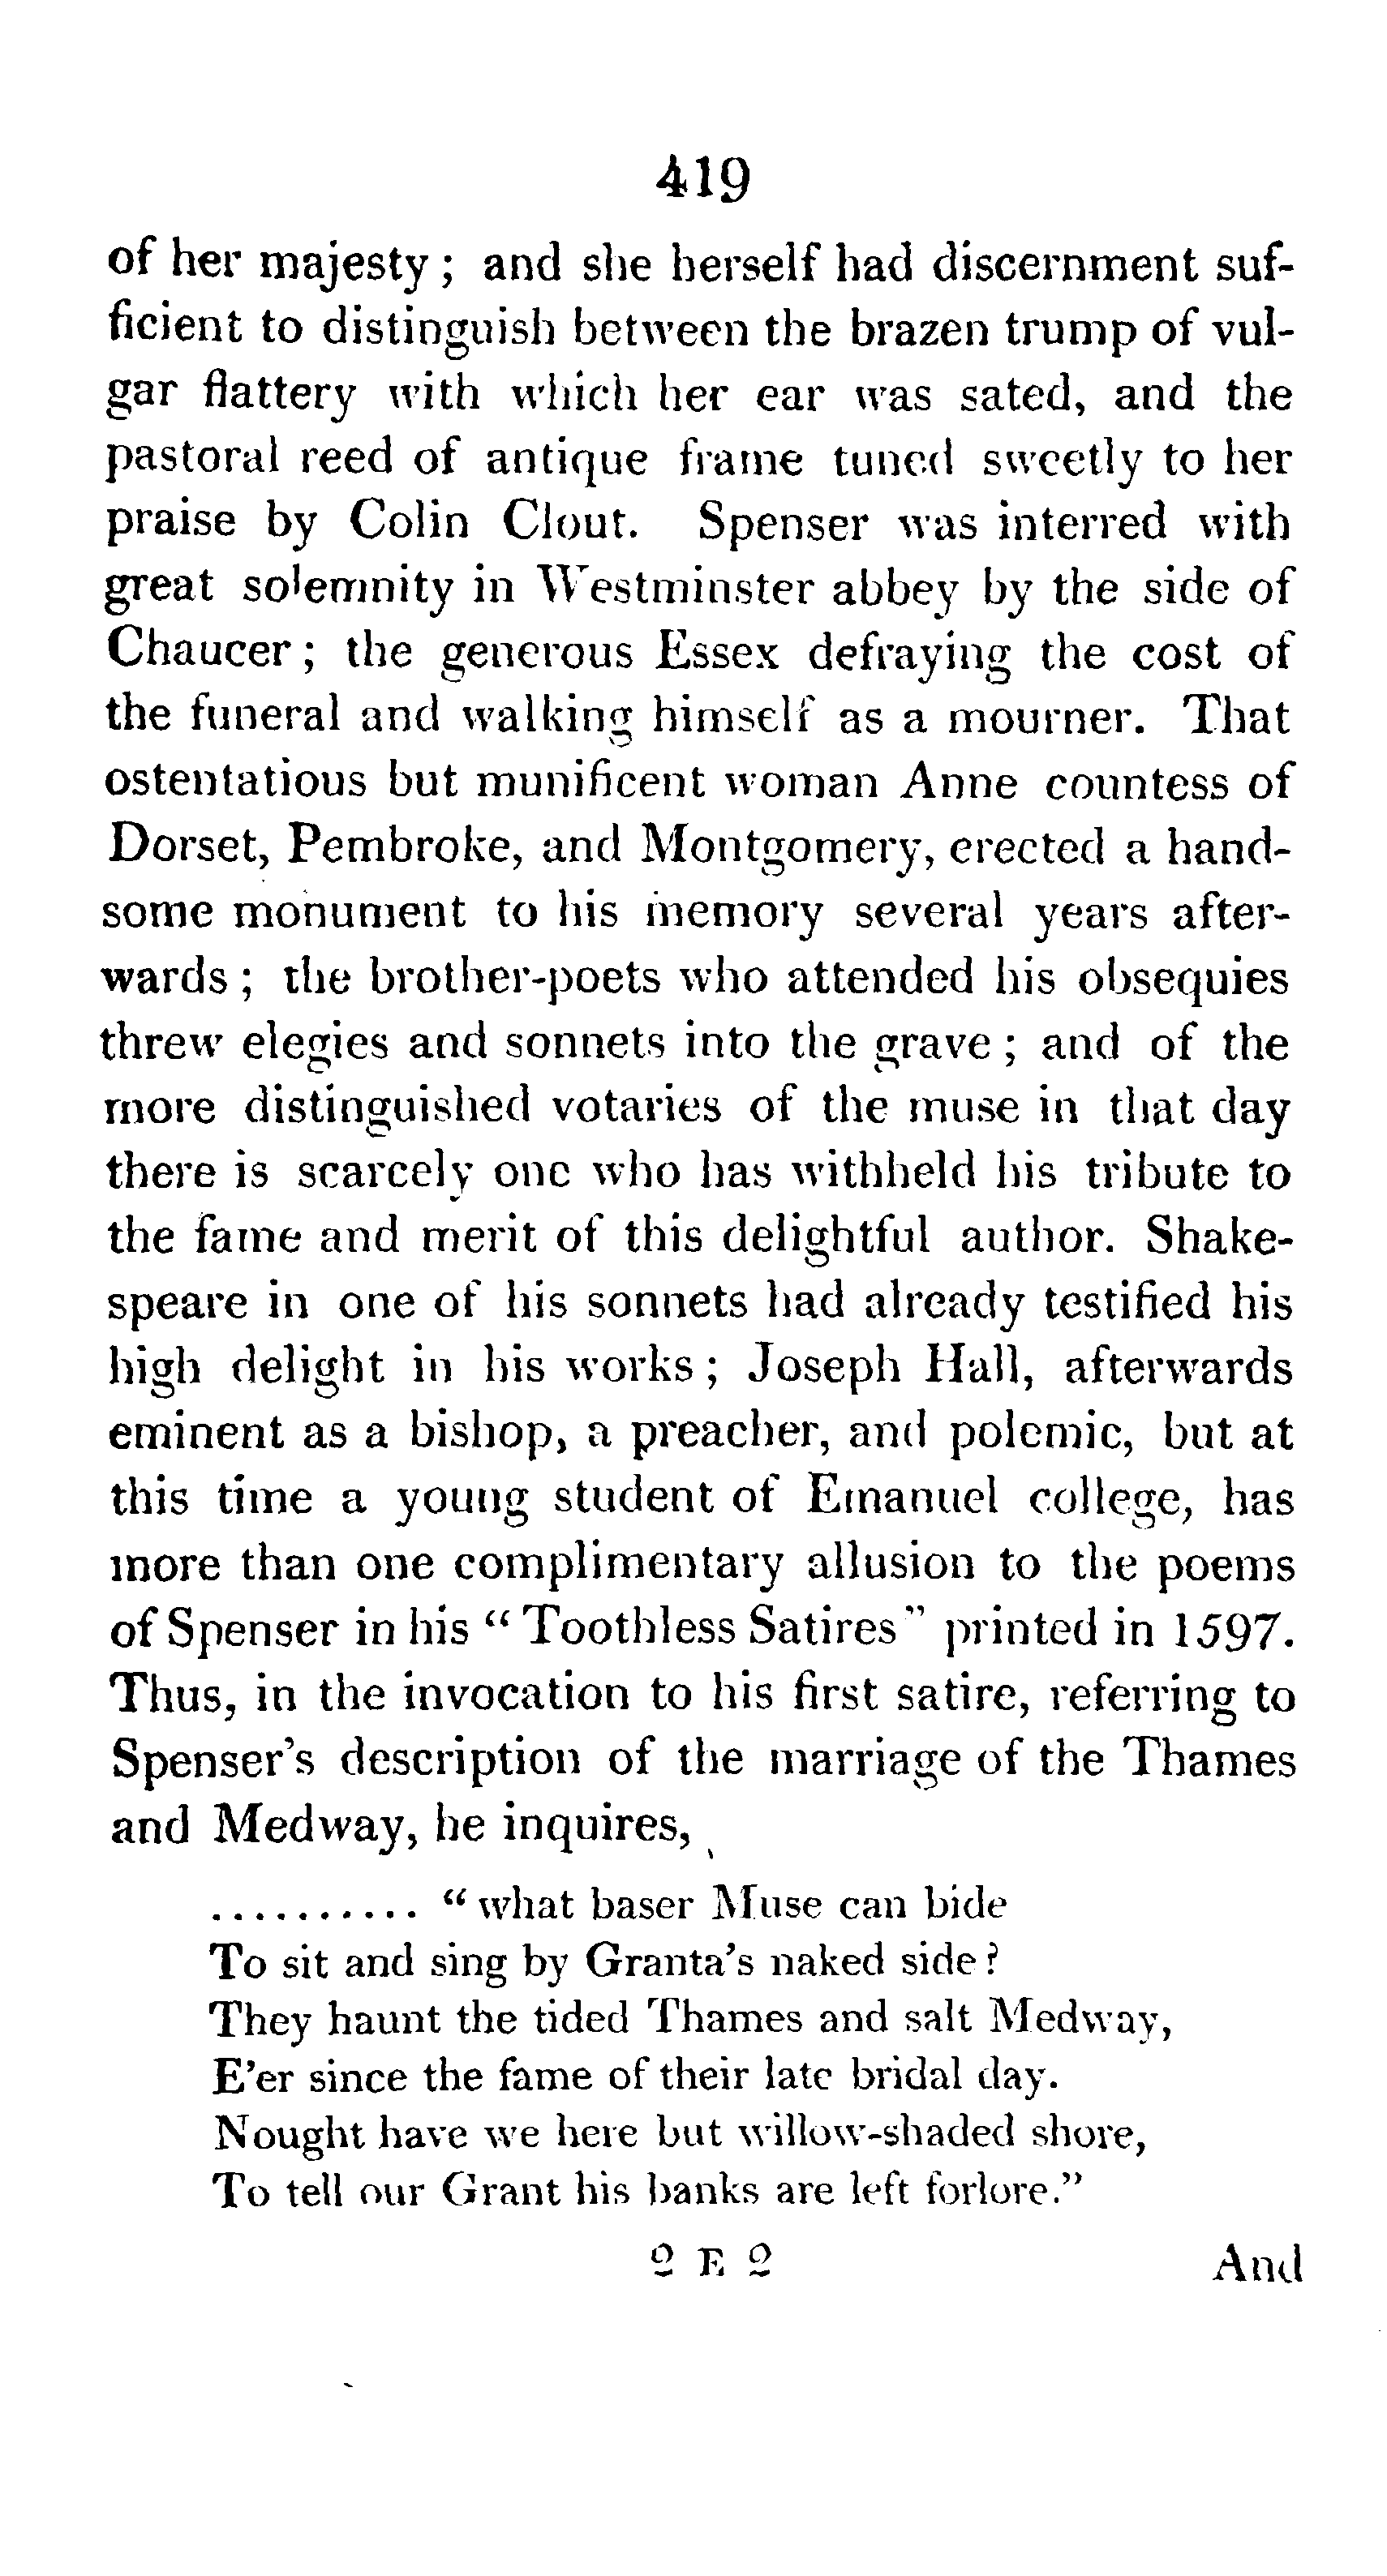 419
of her majesty ; and she herself had discernment suf-
ficient to distinguish between the brazen trump of vul-
gar flattery with which her ear was sated, and the
pastoral reed of antique frame tuned sweetly to her
praise by Colin Clout. Spenser was interred with
great solemnity in Westminster abbey by the side of
Chaucer ; the generous Essex defraying the cost of
the funeral and walking himself as a mourner. That
ostentatious but munificent woman Anne countess of
Dorset, Pembroke, and Montgomery, erected a hand-
some monument to his memory several years after-
wards ; the brother-poets who attended his obsequies
threw elegies and sonnets into the grave ; and of the
more distinguished votaries of the muse in that day
there is scarcely one who has withheld his tribute to
the fame and merit of this delightful author. Shake-
speare in one of his sonnets had already testified his
high delight in his works ; Joseph Hall, afterwards
eminent as a bishop, a preacher, and polemic, but at
this time a young student of Emanuel college, has
more than one complimentary allusion to the poems
of Spenser in his “ Toothless Satires ” printed in 1597.
Thus, in the invocation to his first satire, referring to
Spenser’s description of the marriage of the Thames
and Medway, he inquires,
.......... “ what baser Muse can bide
To sit and sing by Granta’s naked side ?
They haunt the tided Thames and salt Medway,
E’er since the fame of their late bridal day.
Nought have we here but willow-shaded shore,
To tell our Grant his banks are left forlore.”
2 E 2 And